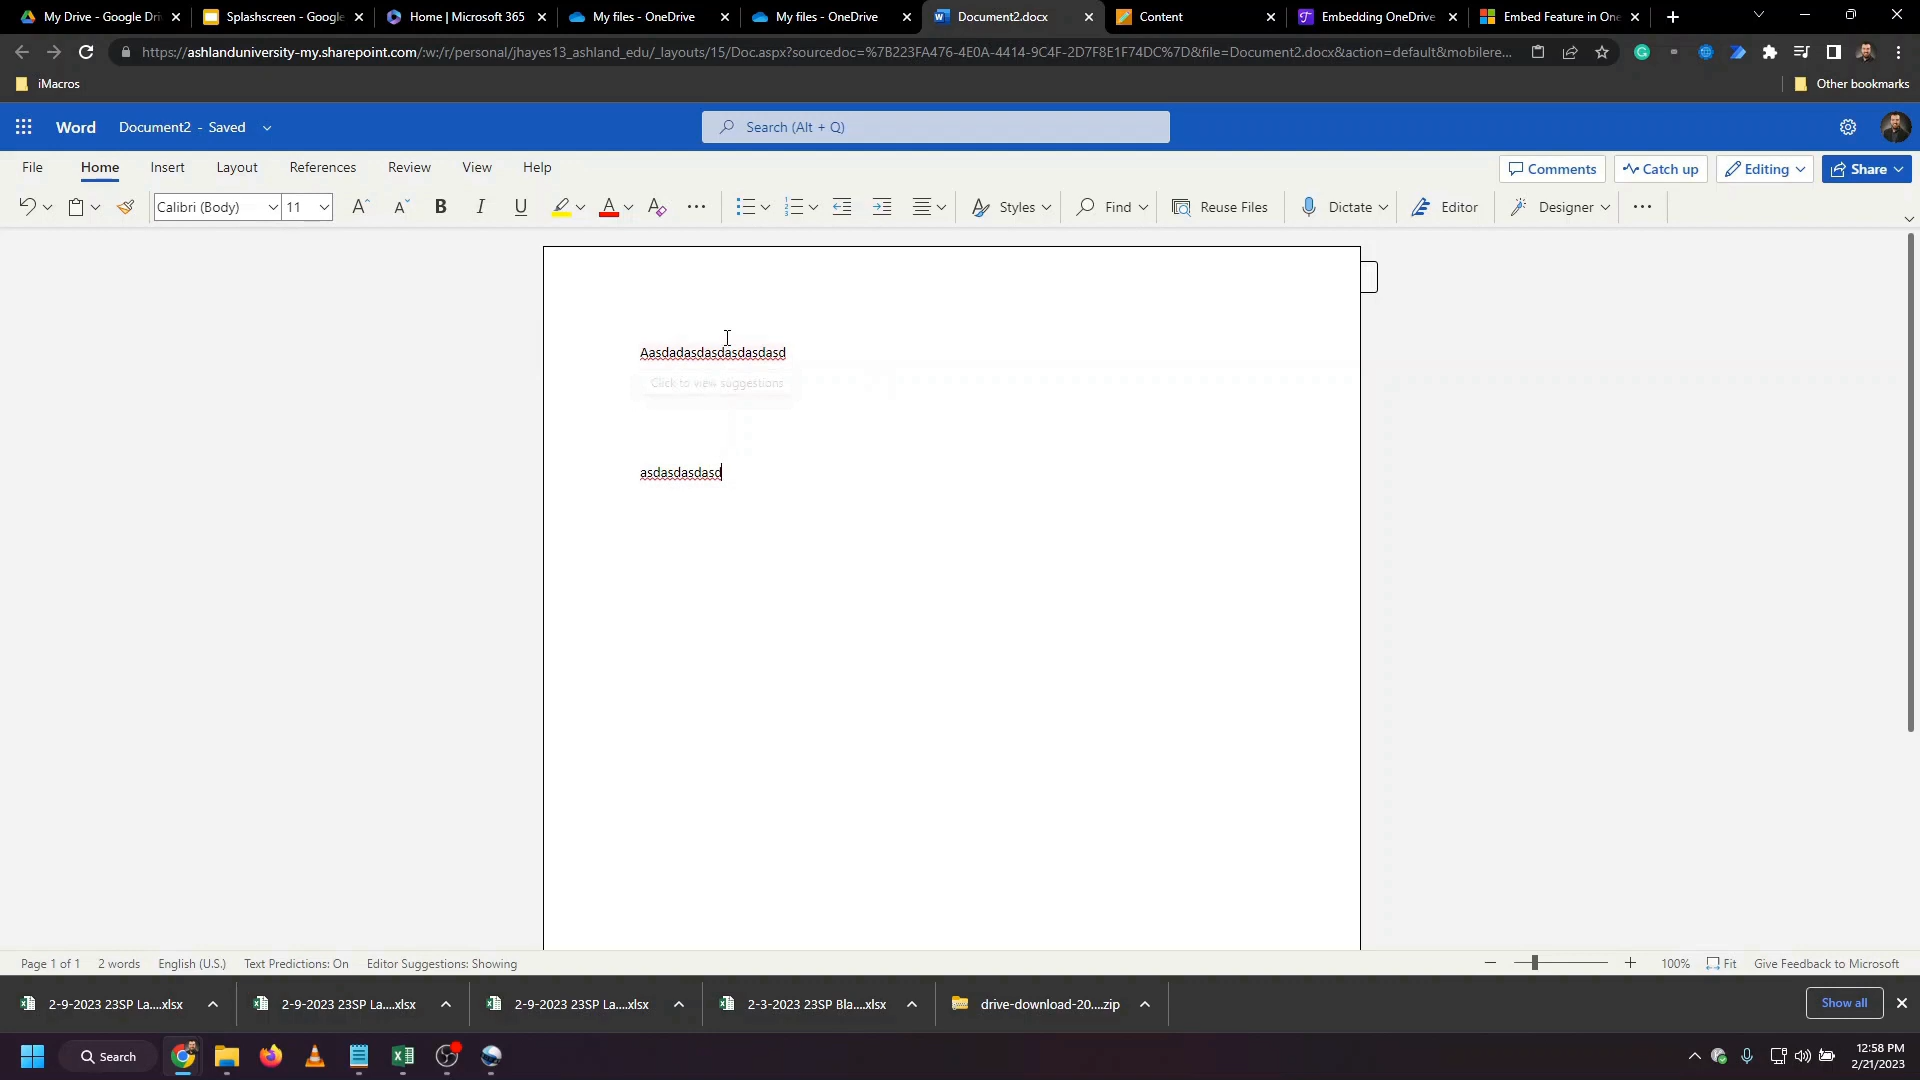 My Drive - Google Dri
Splashscreen - Google
Home | Microsoft 365
My files - OneDrive
My files - OneDrive
Document2.docx
Content
Embedding OneDrive
Embed Feature in One
https://ashlanduniversity-my.sharepoint.com/:w:/r/personal/jhayes13_ashland_edu/_layouts/15/Doc.aspx?sourcedoc=%7B223FA476-4E0A-4414-9C4F-2D7F8E1F74DC%7D&file=Document2.docx&action=default&mobilere...
iMacros
Other bookmarks
Word
Document2 - Saved
Search (Alt + Q)
File
Home
Insert
Layout
References
Review
View
Help
Comments
Catch up
Editing
Share
Calibri (Body)
11
B
I
U
Styles
Find
Reuse Files
Dictate
Editor
Designer
Aasdadasdasdasdasdasd
Click to view suggestions
asdasdasdasd
Page 1 of 1
2 words
English (U.S.)
Text Predictions: On
Editor Suggestions: Showing
100%
Fit
Give Feedback to Microsoft
2-9-2023 23SP La....xlsx
2-9-2023 23SP La....xlsx
2-9-2023 23SP La....xlsx
2-3-2023 23SP Bla....xlsx
drive-download-20....zip
Show all
Search
12:58 PM
2/21/2023